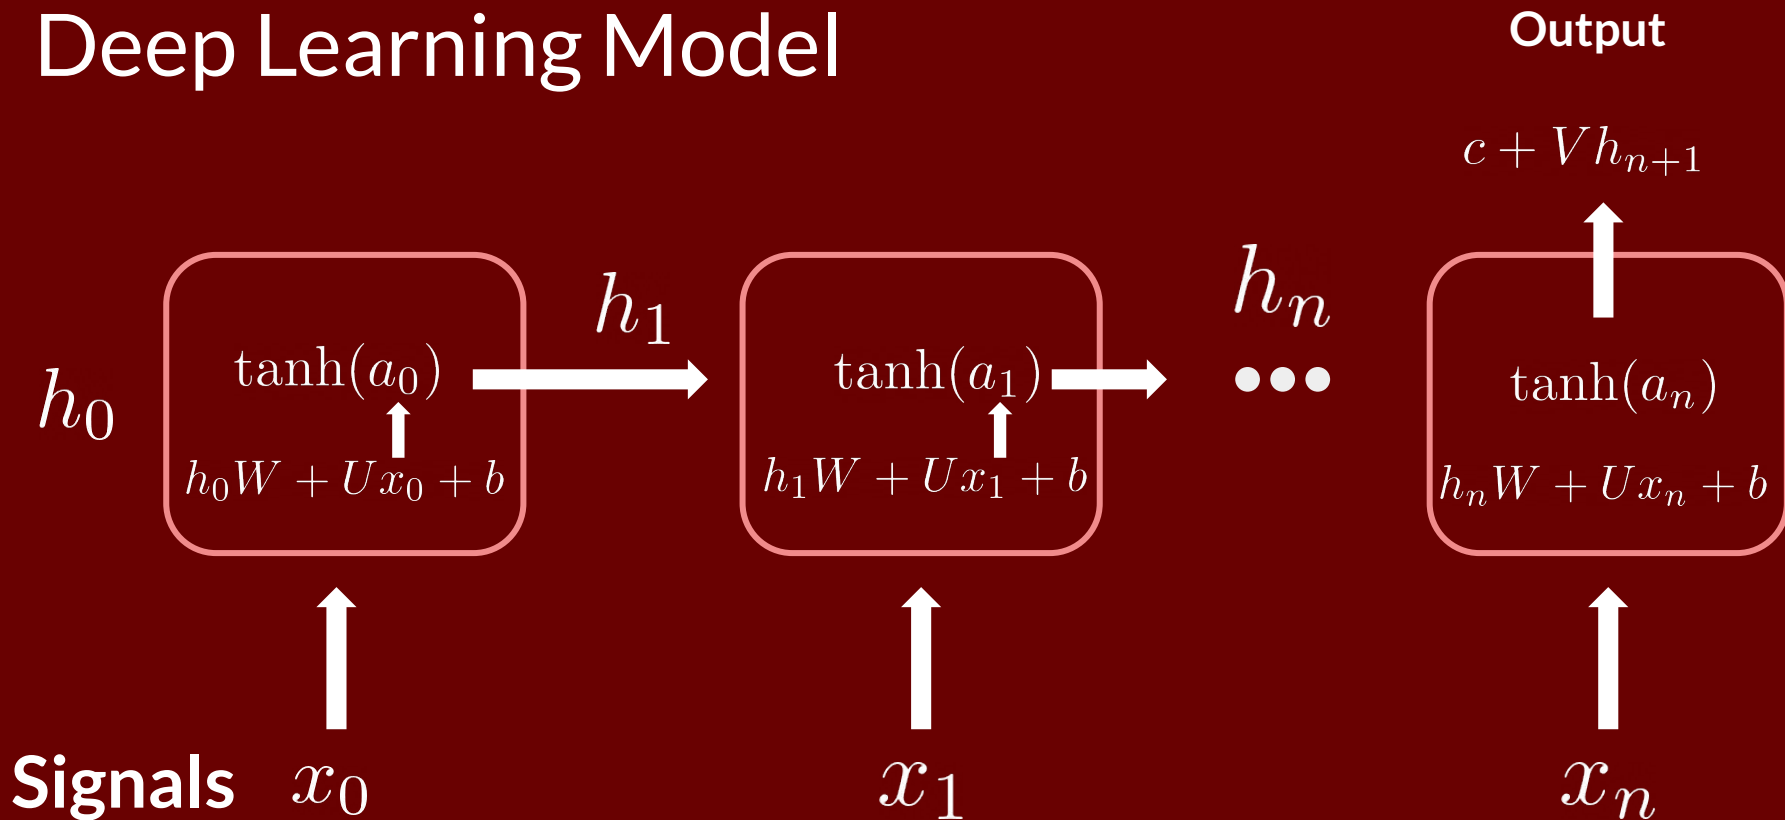 Deep Learning Model
Output
$c + Vh_{n+1}$
$h_0$
$\tanh(a_0)$
$h_0W + Ux_0 + b$
$h_1$
$\tanh(a_1)$
$h_1W + Ux_1 + b$
$h_n$
$\tanh(a_n)$
$h_nW + Ux_n + b$
Signals $x_0$ $x_1$ $x_n$